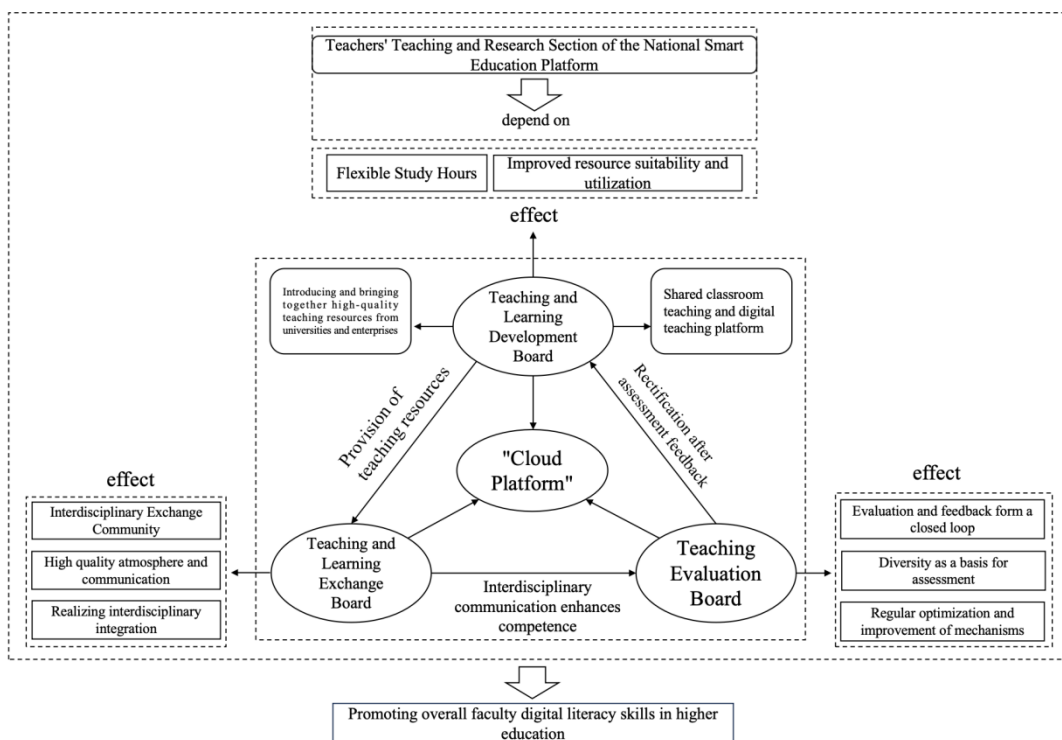 Teachers' Teaching and Research Section of the National Smart
Education Platform
depend on
Flexible Study Hours
Improved resource suitability and
utilization
effect
Introducing and bringing
together high-quality
teaching resources from
universities and enterprises
Teaching and
Learning
Development
Board
Shared classroom
teaching and digital
teaching platform
Provision of
teaching resources
Rectification after
assessment feedback
"Cloud
Platform"
effect
Interdisciplinary Exchange
Community
High quality atmosphere and
communication
Realizing interdisciplinary
integration
Teaching and
Learning
Exchange
Board
Interdisciplinary
communication enhances
competence
Teaching
Evaluation
Board
effect
Evaluation and feedback form a
closed loop
Diversity as a basis for
assessment
Regular optimization and
improvement of mechanisms
Promoting overall faculty digital literacy skills in higher
education